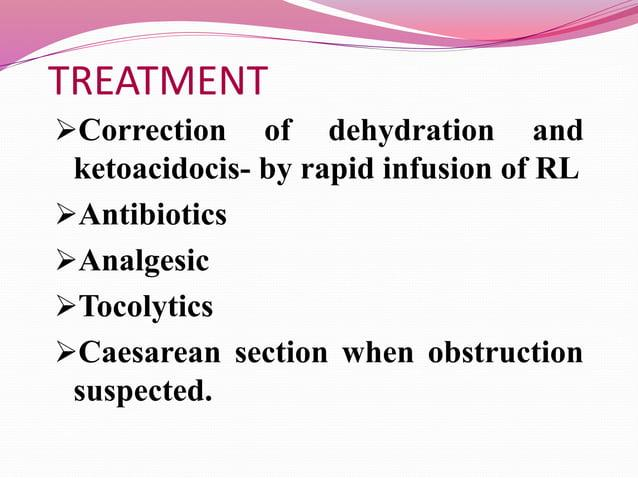 TREATMENT
➢Correction of dehydration and
ketoacidocis- by rapid infusion of RL
➢Antibiotics
➢Analgesic
➢Tocolytics
➢Caesarean section when obstruction
suspected.